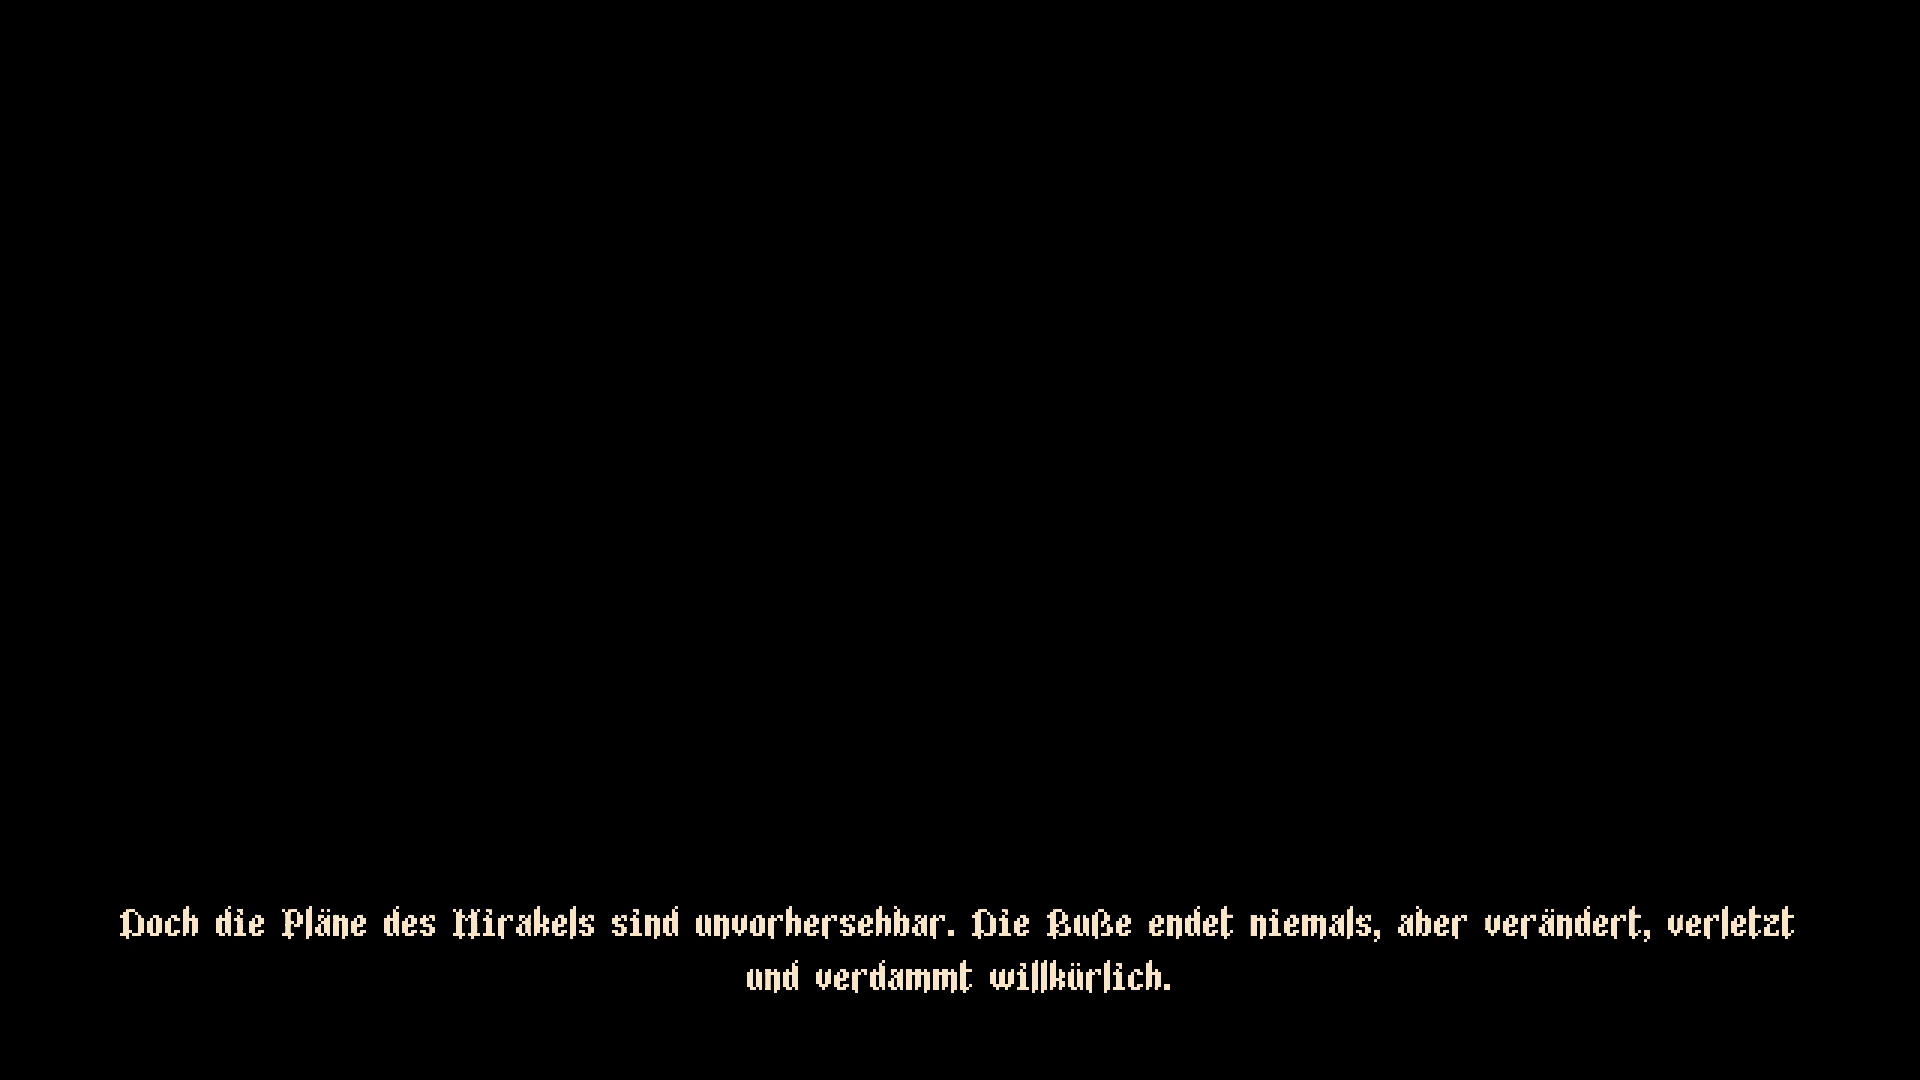 Doch die Pläne des Mirakels sind unvorhersehbar. Die Buße endet niemals, aber verändert, verletzt
und verdammt willkürlich.